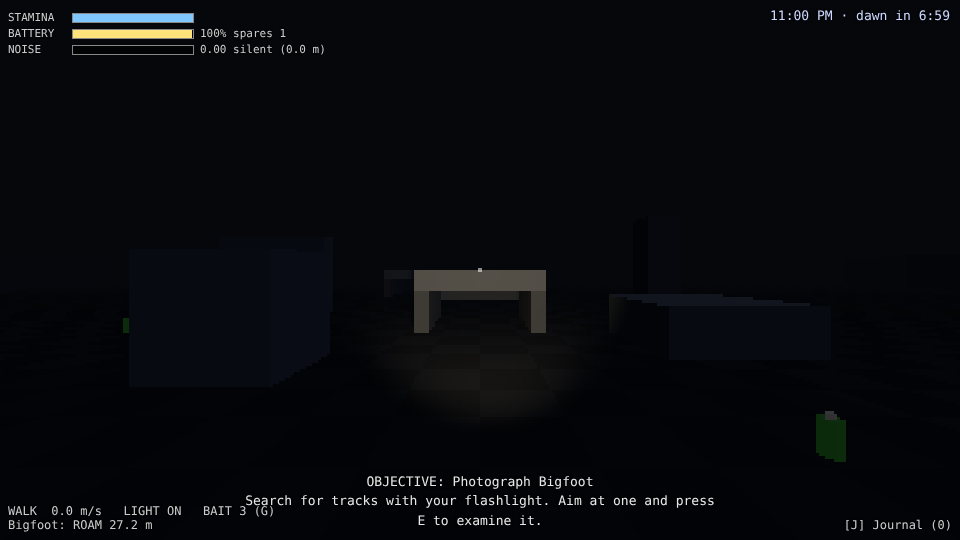 STAMINA
11:00 PM · dawn in 6:59
BATTERY 100% spares 1
NOISE 0.00 silent (0.0 m)
OBJECTIVE: Photograph Bigfoot
Search for tracks with your flashlight. Aim at one and press
E to examine it.
WALK 0.0 m/s LIGHT ON BAIT 3 (G)
Bigfoot: ROAM 27.2 m
[J] Journal (0)